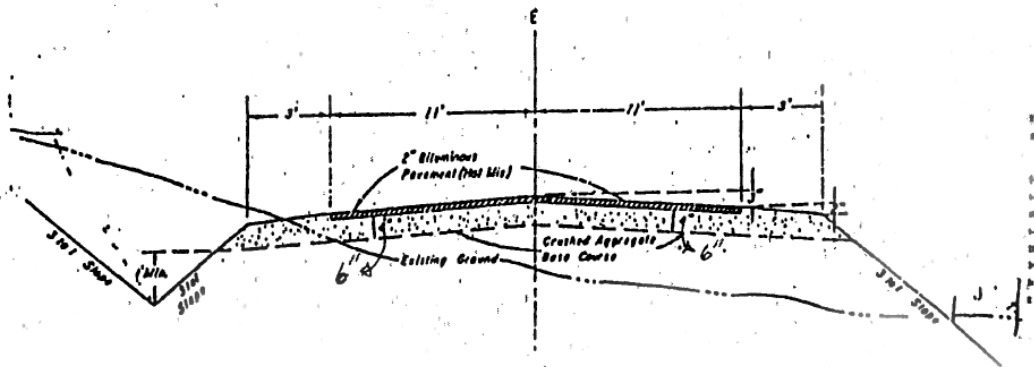 3' 11' 11' 3'
2" Bituminous
Pavement (Hot Mix)
Crushed Aggregate
Base Course
6"
6"
Existing Ground
1' Min.
3 to 1
Slope
3 to 1
Slope
3 to 1
Slope